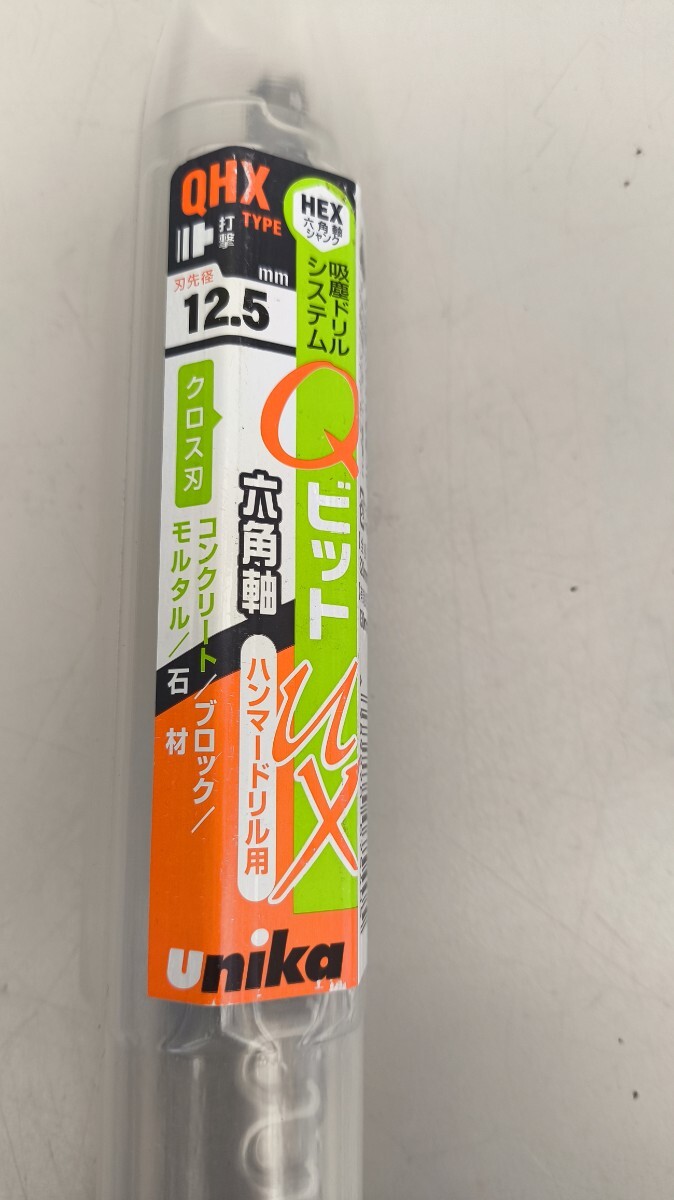 QHX
TYPE
打撃
HEX
六角軸
シャンク
刃先径
12.5
mm
吸塵ドリル
システム
Qビット
UX
クロス刃
六角軸
ハンマードリル用
コンクリート/ブロック/
モルタル/石材
unika